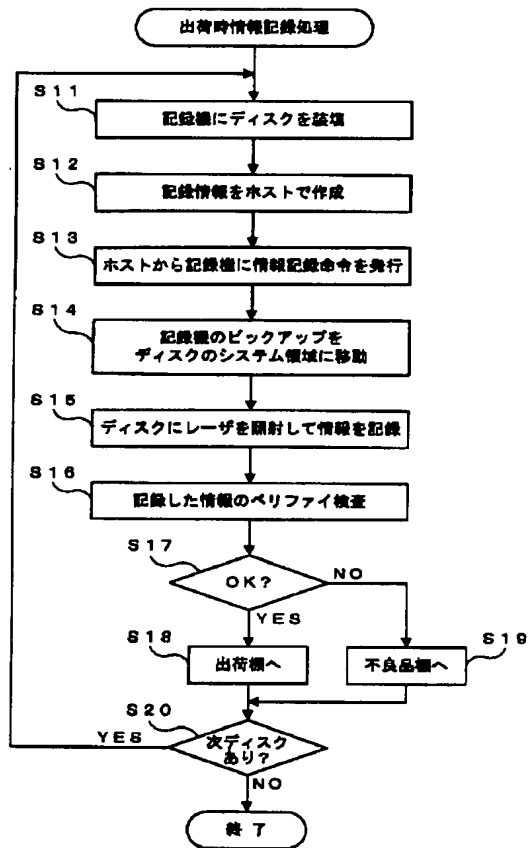 出荷時情報記録処理
S11
記録機にディスクを装填
S12
記録情報をホストで作成
S13
ホストから記録機に情報記録命令を発行
S14
記録機のピックアップを
ディスクのシステム領域に移動
S15
ディスクにレーザを照射して情報を記録
S16
記録した情報のベリファイ検査
S17
OK?
NO
YES
S18
出荷棚へ
S19
不良品棚へ
S20
YES
次ディスク
あり?
NO
終了